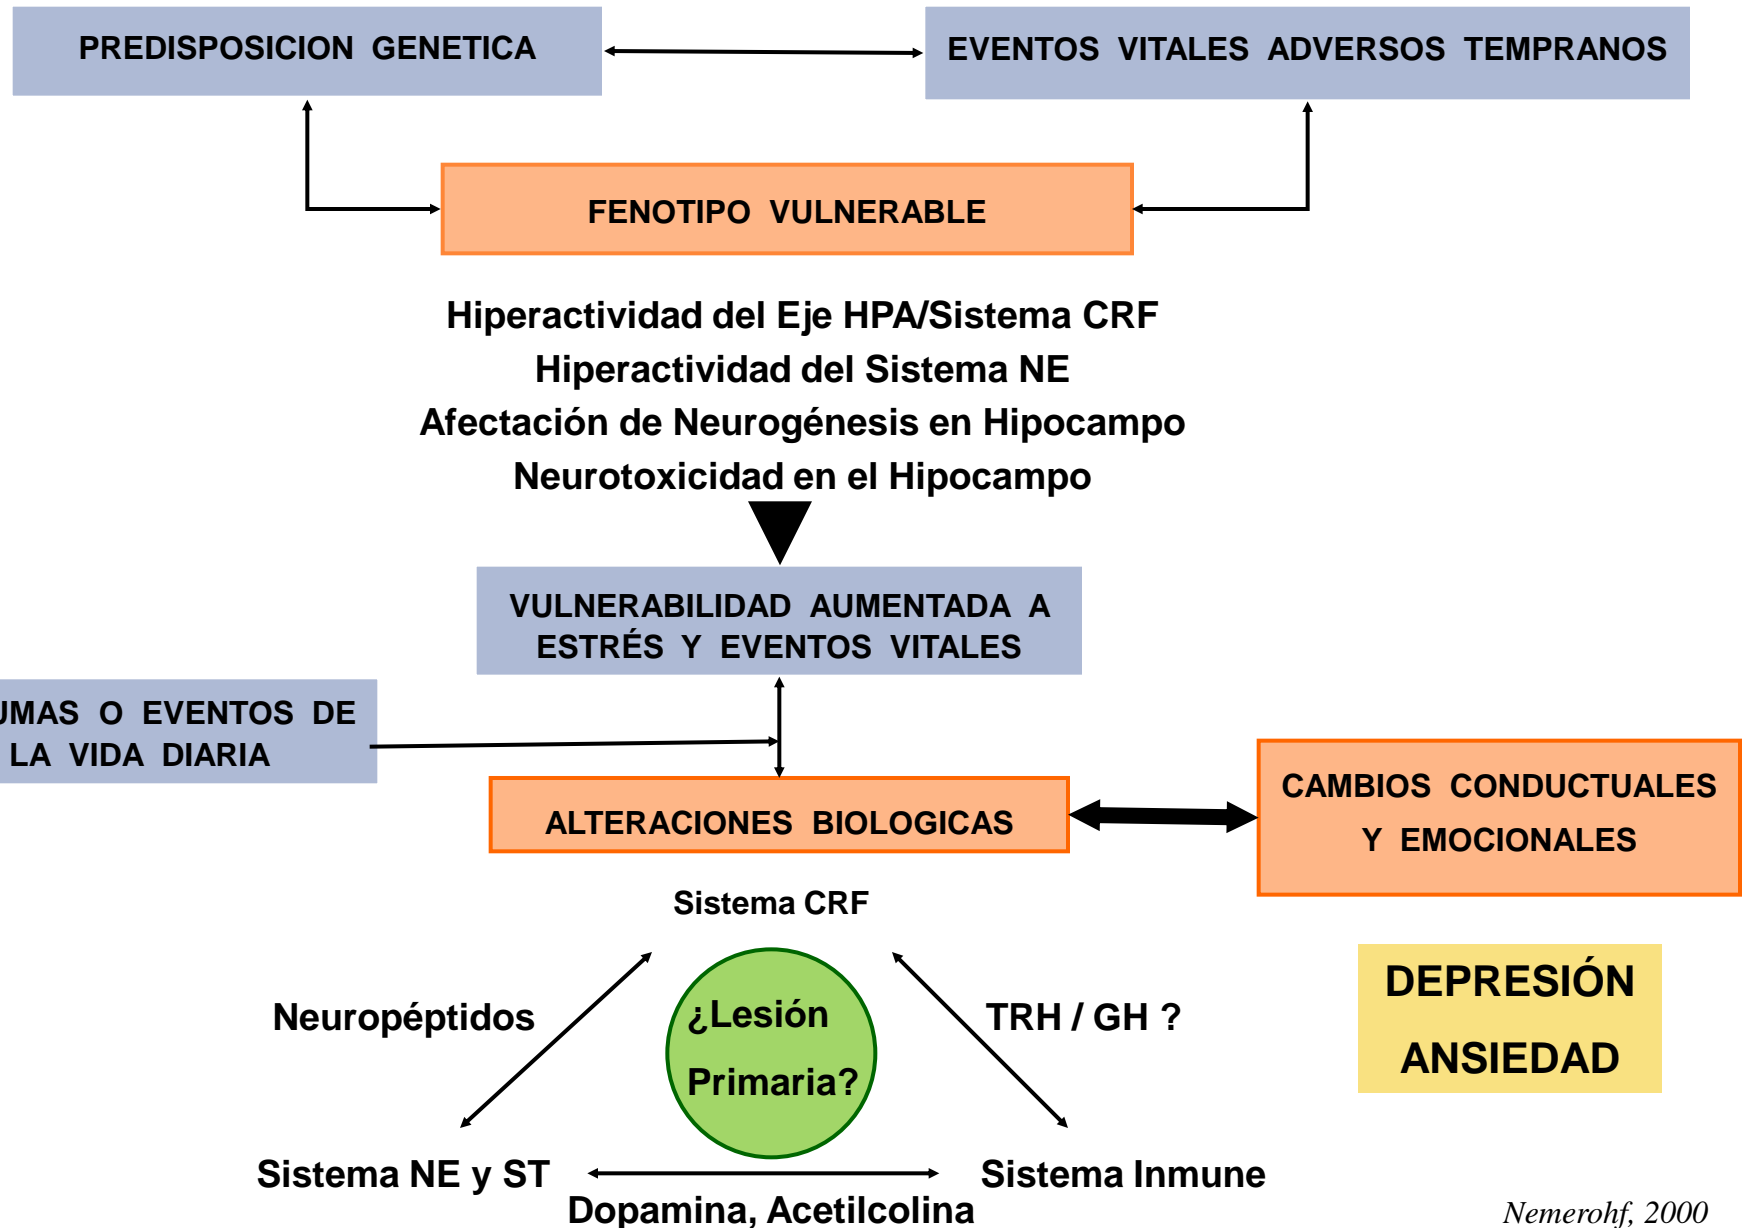 PREDISPOSICION GENETICA
EVENTOS VITALES ADVERSOS TEMPRANOS
FENOTIPO VULNERABLE
Hiperactividad del Eje HPA/Sistema CRF
Hiperactividad del Sistema NE
Afectación de Neurogénesis en Hipocampo
Neurotoxicidad en el Hipocampo
VULNERABILIDAD AUMENTADA A
ESTRÉS Y EVENTOS VITALES
UMAS O EVENTOS DE
LA VIDA DIARIA
ALTERACIONES BIOLOGICAS
CAMBIOS CONDUCTUALES
Y EMOCIONALES
Sistema CRF
Neuropéptidos
¿Lesión
Primaria?
TRH / GH ?
DEPRESIÓN
ANSIEDAD
Sistema NE y ST
Sistema Inmune
Dopamina, Acetilcolina
Nemerohf, 2000